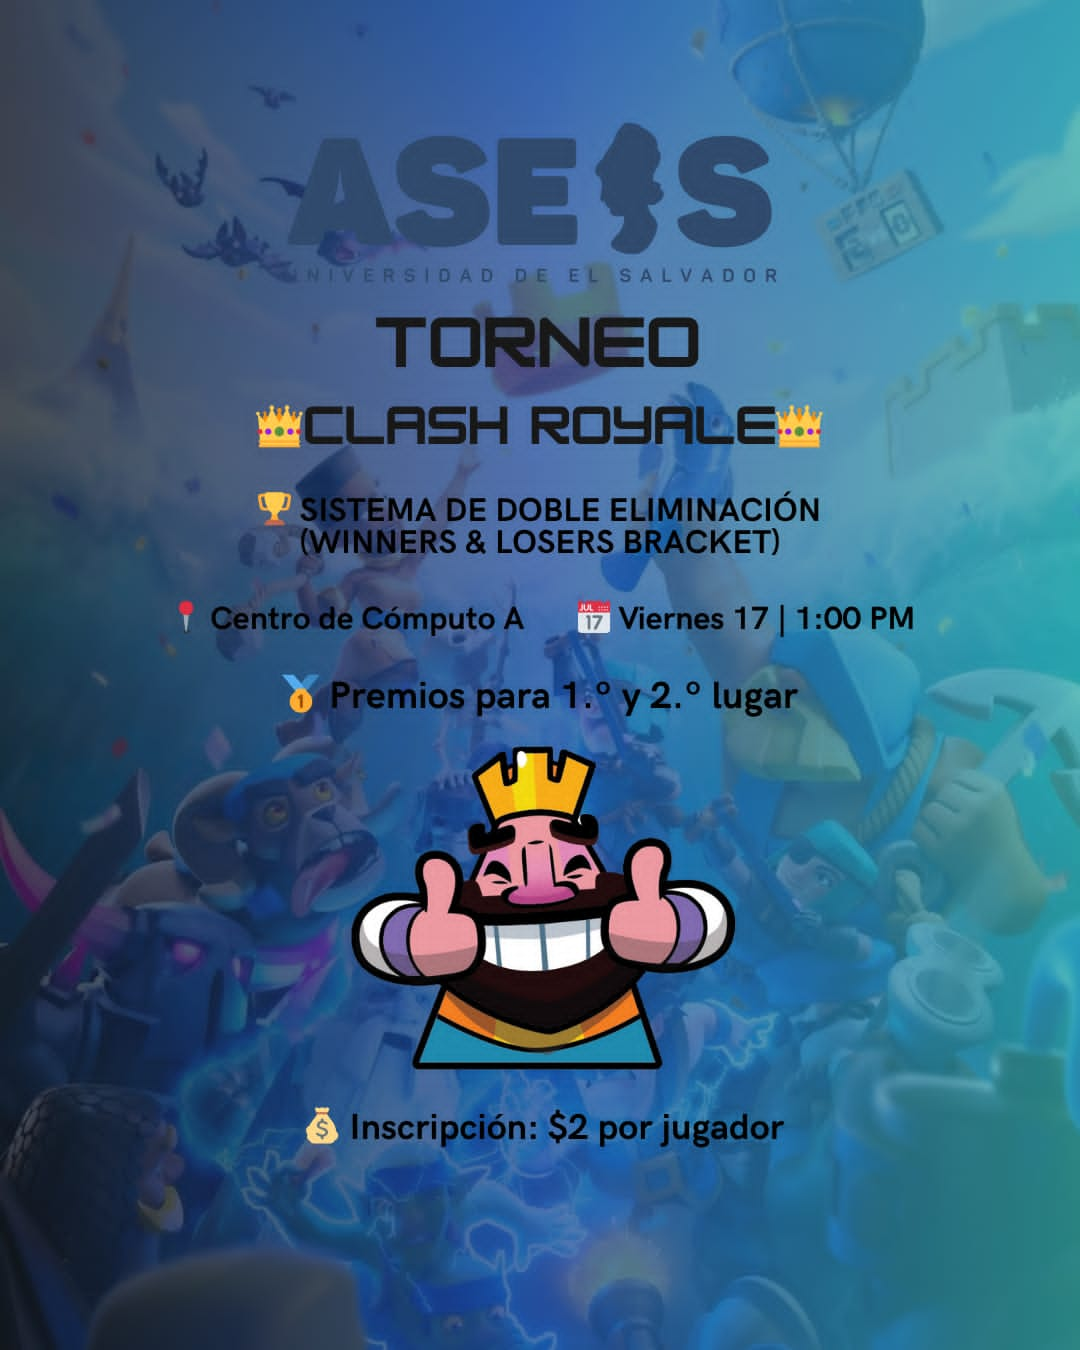 ASEIS
UNIVERSIDAD DE EL SALVADOR
TORNEO
👑CLASH ROYALE👑
🏆 SISTEMA DE DOBLE ELIMINACIÓN
(WINNERS & LOSERS BRACKET)
📍 Centro de Cómputo A 📅 Viernes 17 | 1:00 PM
🥇 Premios para 1.º y 2.º lugar
💰 Inscripción: $2 por jugador